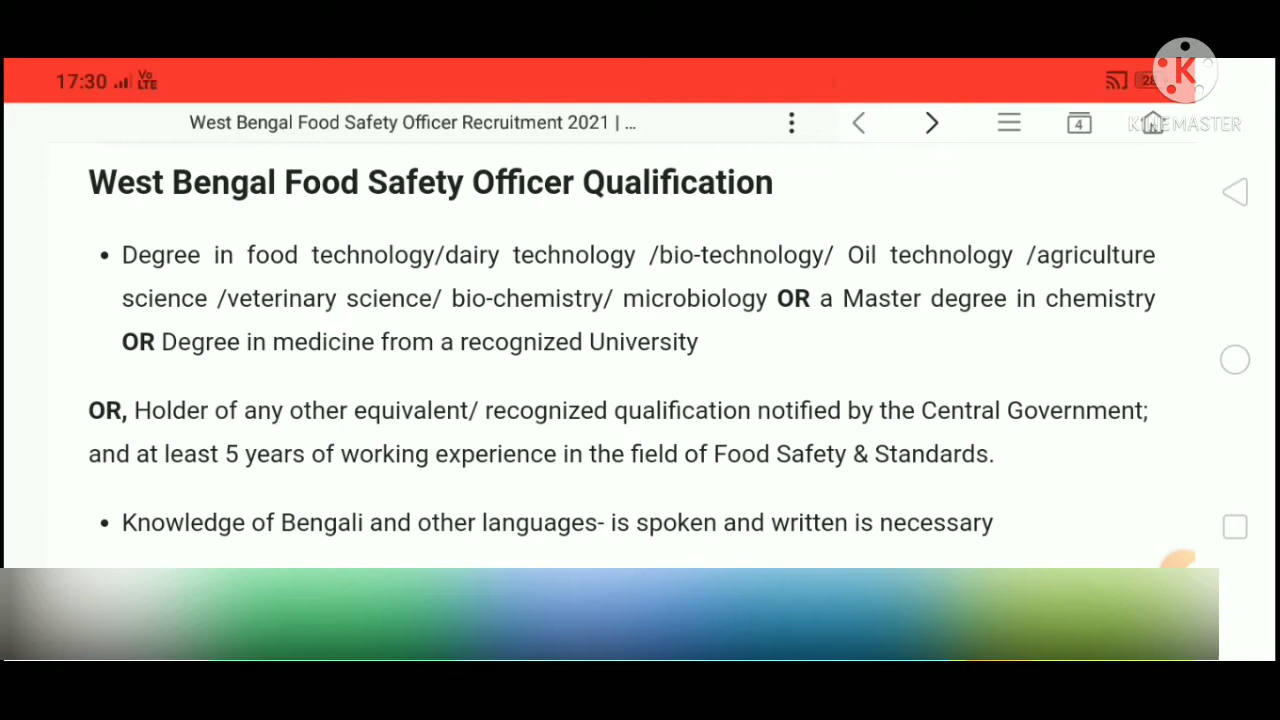 17:30 Vo LTE 28
K
West Bengal Food Safety Officer Recruitment 2021 | ...
4
KINEMASTER
West Bengal Food Safety Officer Qualification
• Degree in food technology/dairy technology /bio-technology/ Oil technology /agriculture
science /veterinary science/ bio-chemistry/ microbiology OR a Master degree in chemistry
OR Degree in medicine from a recognized University
OR, Holder of any other equivalent/ recognized qualification notified by the Central Government;
and at least 5 years of working experience in the field of Food Safety & Standards.
• Knowledge of Bengali and other languages- is spoken and written is necessary